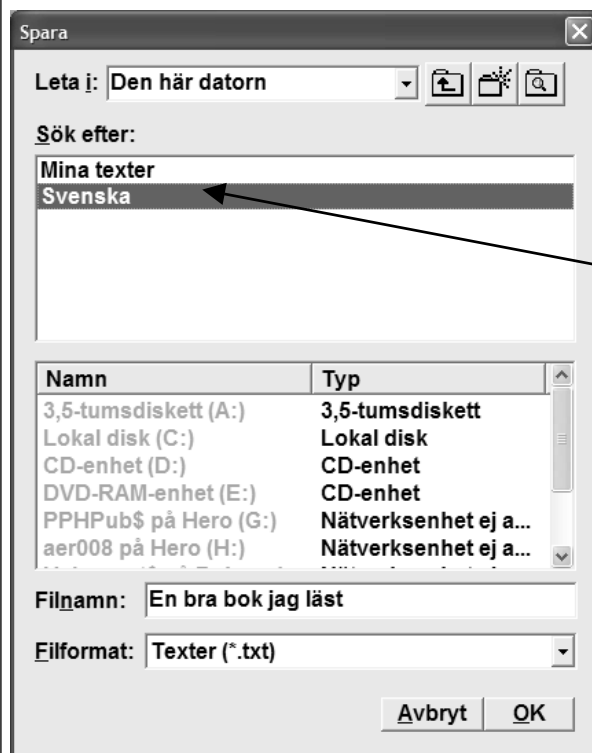 Spara
Leta i: Den här datorn
Sök efter:
Mina texter
Svenska
Namn Typ
3,5-tumsdiskett (A:) 3,5-tumsdiskett
Lokal disk (C:) Lokal disk
CD-enhet (D:) CD-enhet
DVD-RAM-enhet (E:) CD-enhet
PPHPub$ på Hero (G:) Nätverksenhet ej a...
aer008 på Hero (H:) Nätverksenhet ej a...
Filnamn: En bra bok jag läst
Filformat: Texter (*.txt)
Avbryt OK